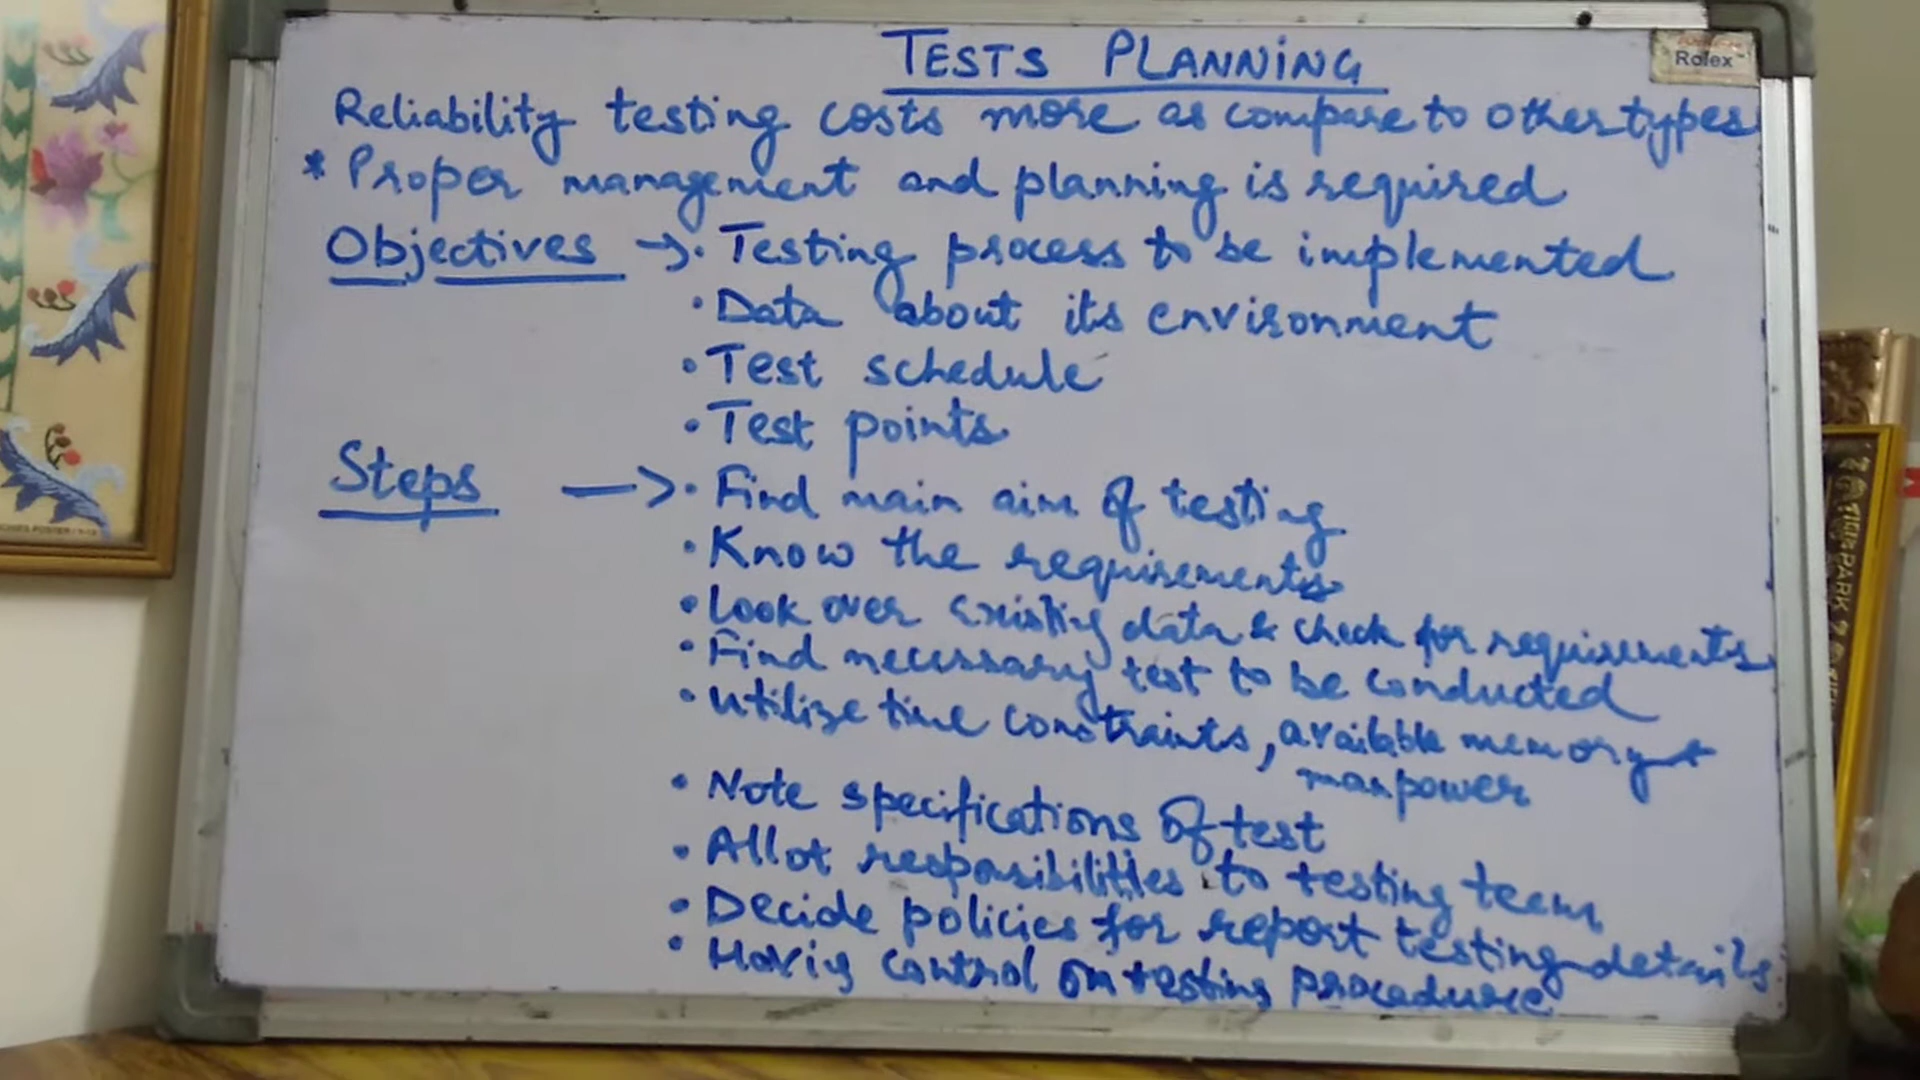 TESTS PLANNING
Rolex
Reliability testing costs more as compare to other types
* Proper management and planning is required
Objectives → • Testing process to be implemented
• Data about its environment
• Test schedule
• Test points
Steps → • Find main aim of testing
• Know the requirements
• Look over existing data & check for requirements
• Find necessary test to be conducted
• Utilize time constraints, available memory +
manpower
• Note specifications of test
• Allot responsibilities to testing team
• Decide policies for report testing details
• Having control on testing procedure